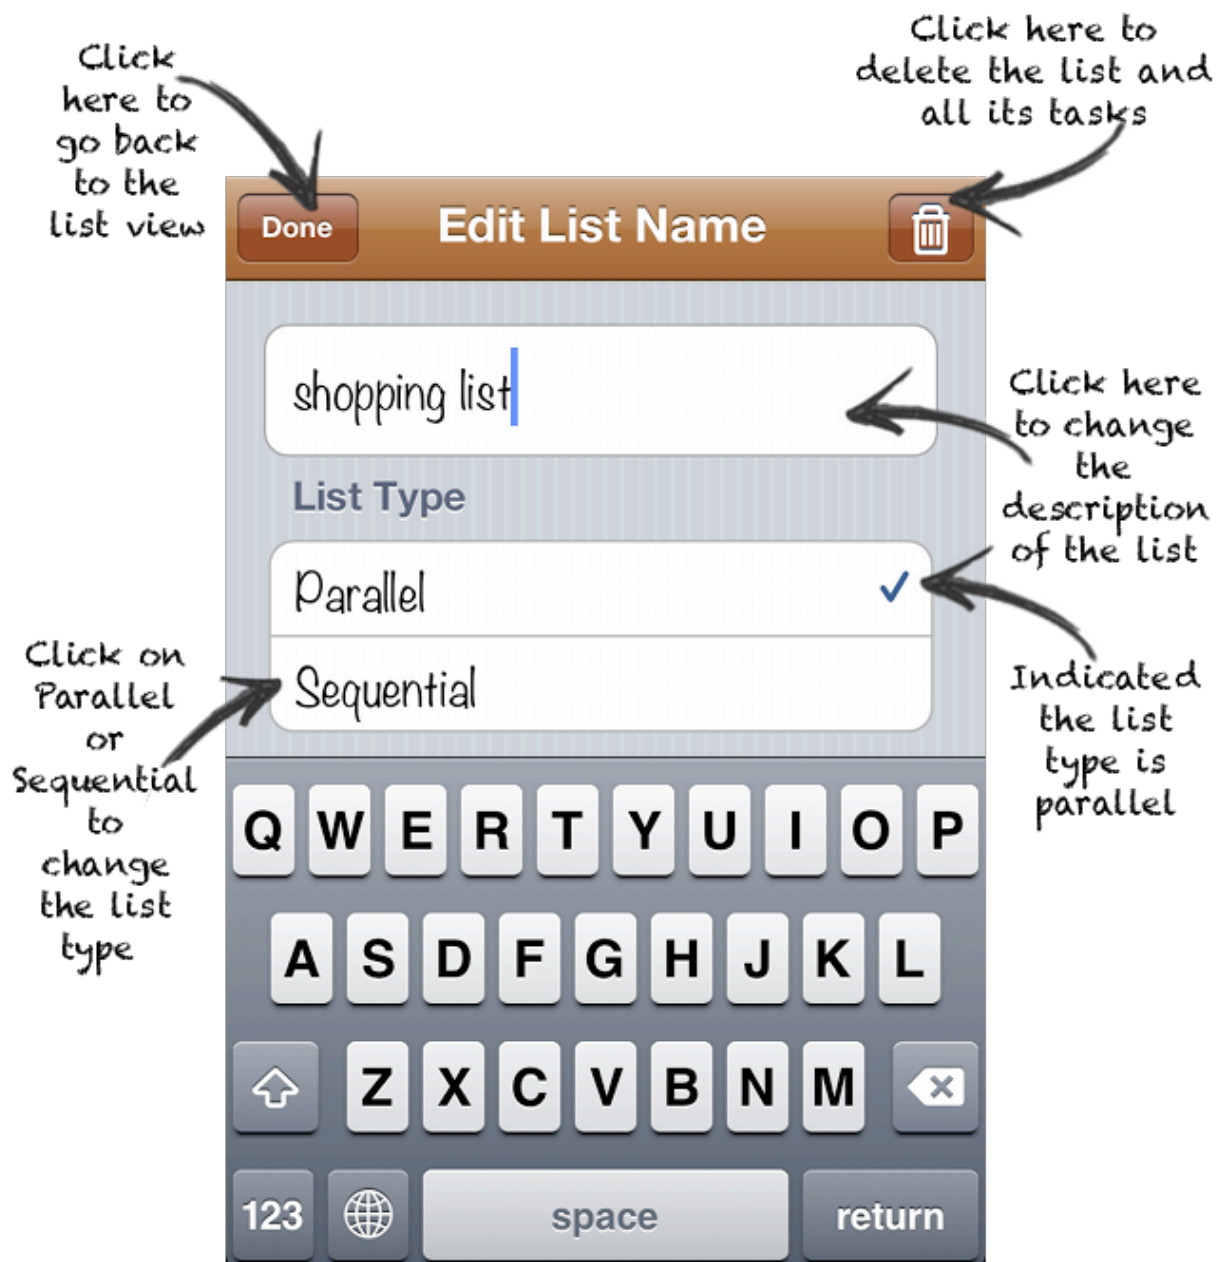 Click
here to
go back
to the
list view
Click here to
delete the list and
all its tasks
Done
Edit List Name
shopping list
Click here
to change
the
description
of the list
List Type
Parallel
Sequential
Click on
Parallel
or
Sequential
to
change
the list
type
Indicated
the list
type is
parallel
Q W E R T Y U I O P
A S D F G H J K L
Z X C V B N M
123 space return